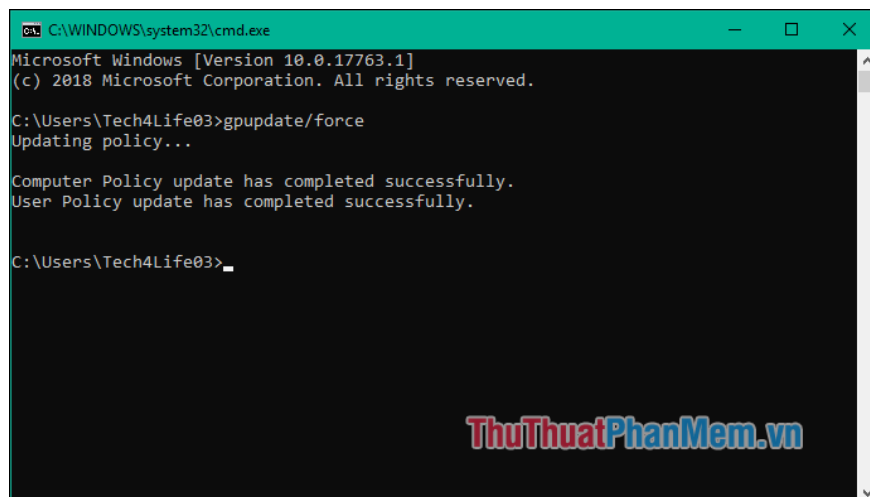 C:\WINDOWS\system32\cmd.exe
Microsoft Windows [Version 10.0.17763.1]
(c) 2018 Microsoft Corporation. All rights reserved.
C:\Users\Tech4Life03>gpupdate/force
Updating policy...
Computer Policy update has completed successfully.
User Policy update has completed successfully.
C:\Users\Tech4Life03>
ThuThuatPhanMem.vn